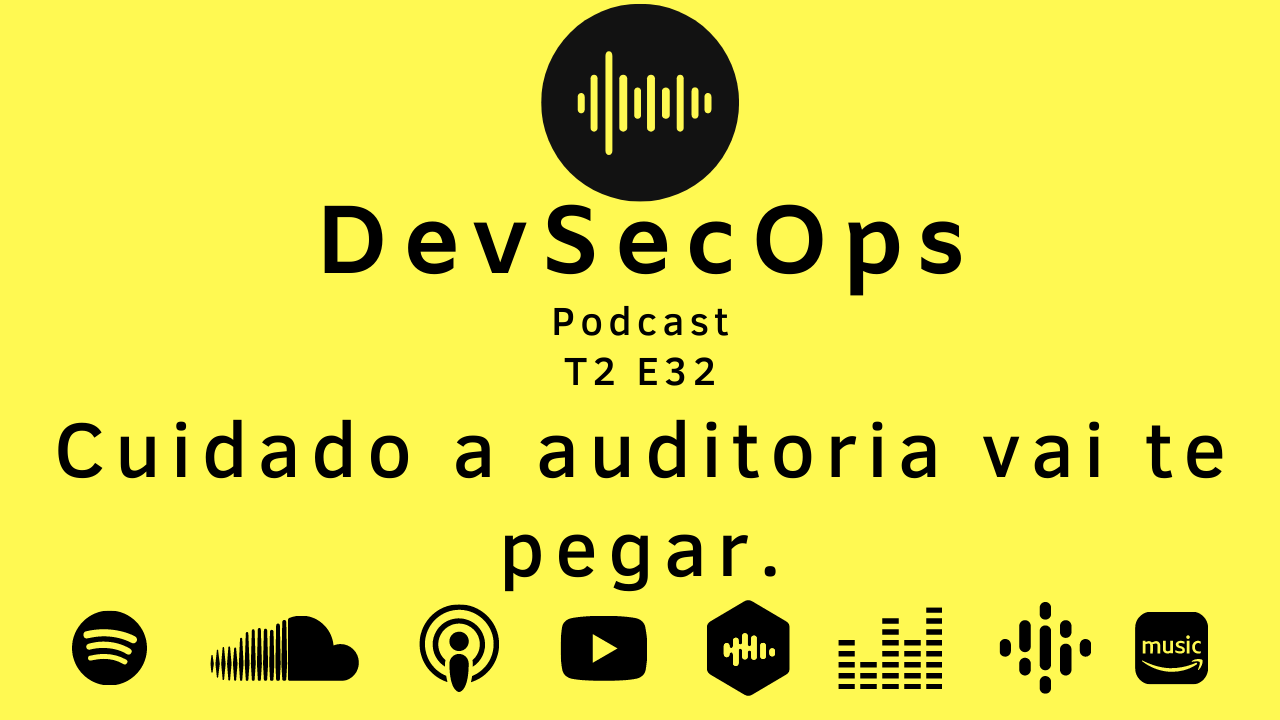 DevSecOps
Podcast
T2 E32
Cuidado a auditoria vai te
pegar.
music